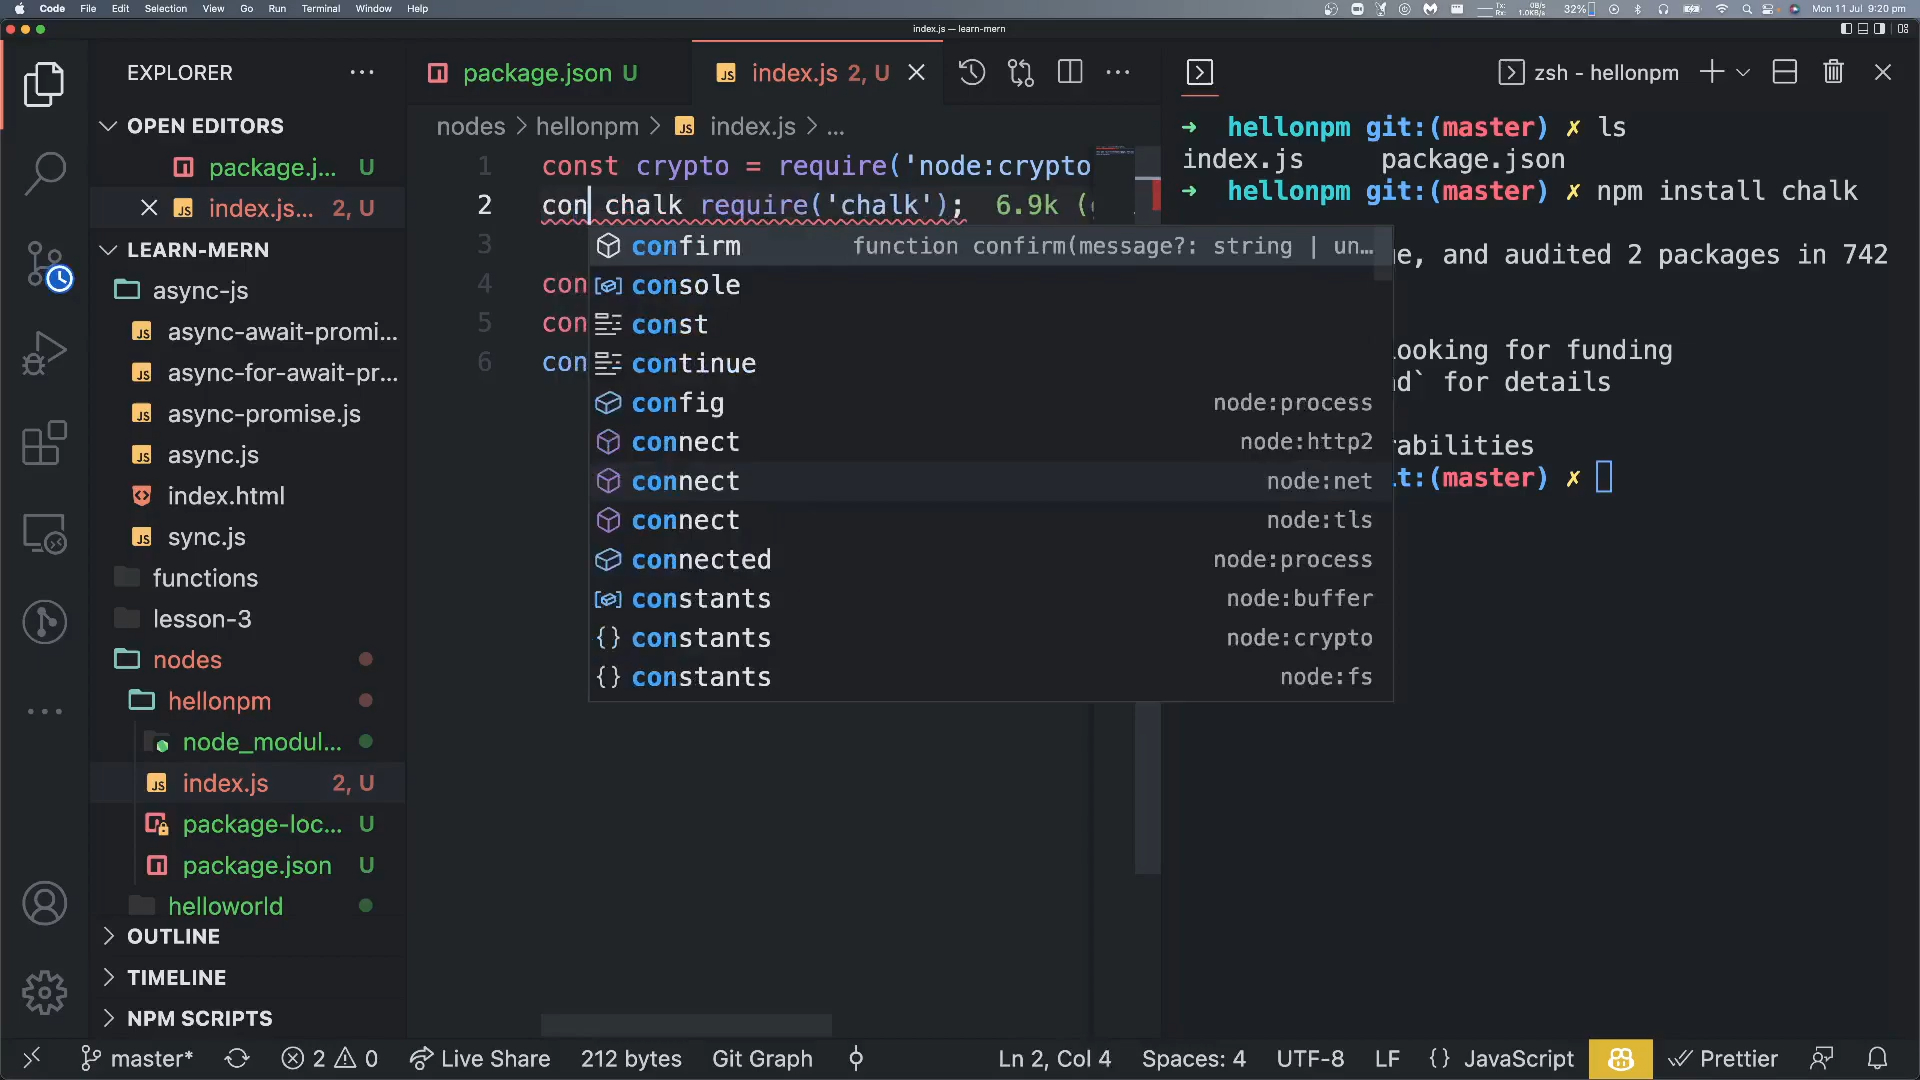 Code File Edit Selection View Go Run Terminal Window Help
32% Mon 11 Jul 9:20 pm
index.js — learn-mern
EXPLORER
OPEN EDITORS
package.j... U
index.js... 2, U
LEARN-MERN
async-js
async-await-promi...
async-for-await-pr...
async-promise.js
async.js
index.html
sync.js
functions
lesson-3
nodes
hellonpm
node_modul...
index.js 2, U
package-loc... U
package.json U
helloworld
OUTLINE
TIMELINE
NPM SCRIPTS
package.json U
index.js 2, U
nodes > hellonpm > index.js > ...
1 const crypto = require('node:crypto
2 con chalk require('chalk'); 6.9k (
3
4 con
5 con
6 con
confirm function confirm(message?: string | un...
console
const
continue
config node:process
connect node:http2
connect node:net
connect node:tls
connected node:process
constants node:buffer
constants node:crypto
constants node:fs
zsh - hellonpm
➜ hellonpm git:(master) ✗ ls
index.js package.json
➜ hellonpm git:(master) ✗ npm install chalk
e, and audited 2 packages in 742
ooking for funding
d` for details
rabilities
t:(master) ✗
master* 2 0 Live Share 212 bytes Git Graph Ln 2, Col 4 Spaces: 4 UTF-8 LF {} JavaScript Prettier